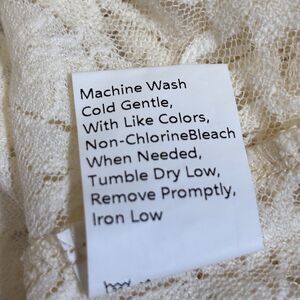 Machine Wash
Cold Gentle,
With Like Colors,
Non-ChlorineBleach
When Needed,
Tumble Dry Low,
Remove Promptly,
Iron Low